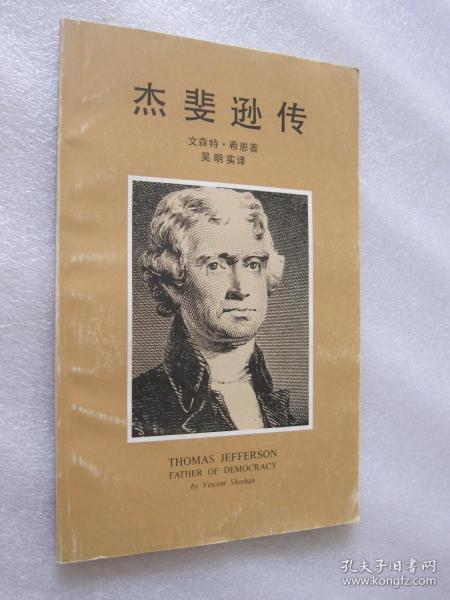 杰斐逊传
文森特·希恩著
吴明实译
THOMAS JEFFERSON
FATHER OF DEMOCRACY
by Vincent Sheehan
孔夫子旧书网
www.kongfz.com